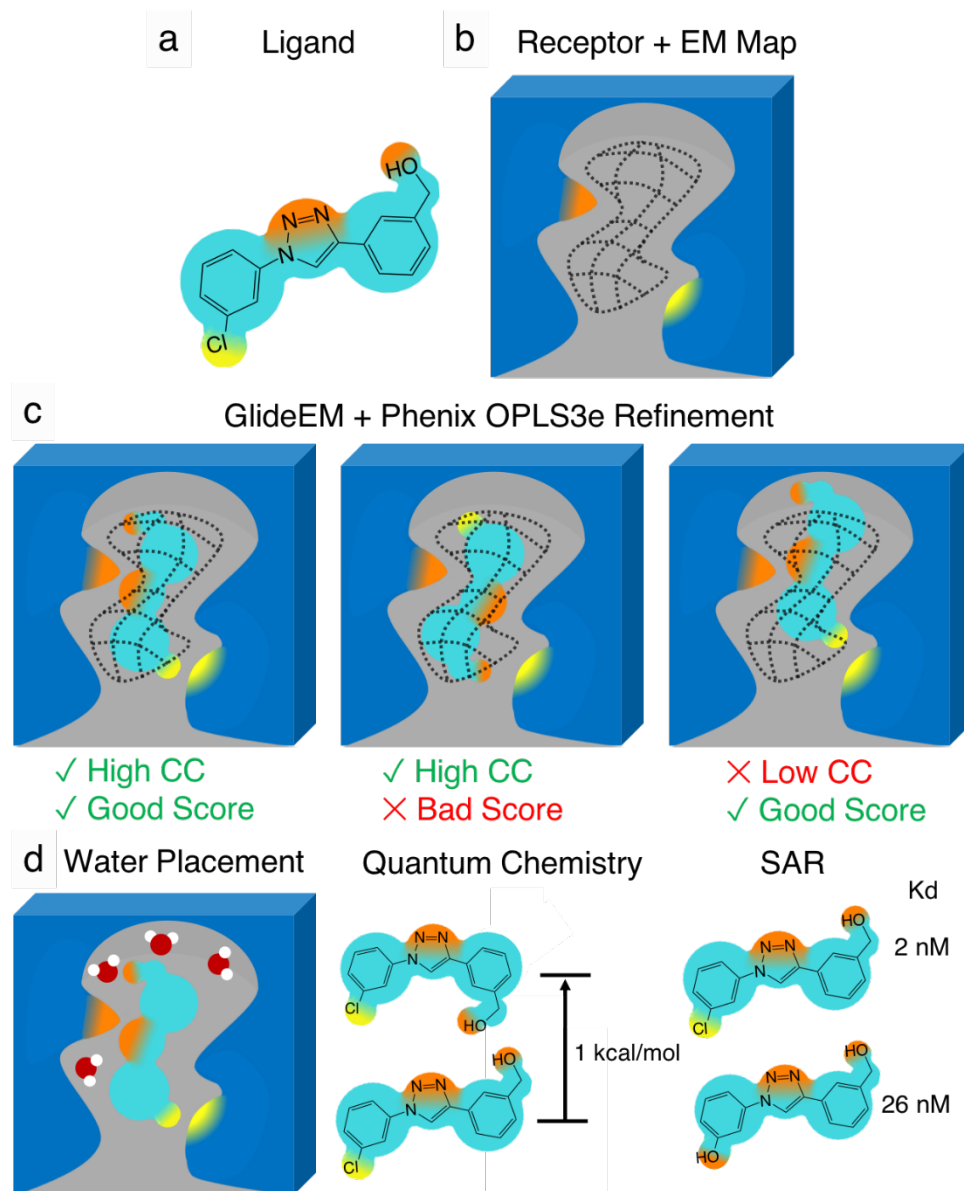 a Ligand
b Receptor + EM Map
HO
N=N
N
Cl
c
GlideEM + Phenix OPLS3e Refinement
✓ High CC
✓ Good Score
✓ High CC
✗ Bad Score
✗ Low CC
✓ Good Score
d Water Placement
Quantum Chemistry
SAR
Kd
N=N
N
Cl
HO
1 kcal/mol
HO
N=N
N
Cl
HO
N=N
N
Cl
2 nM
HO
N=N
N
HO
26 nM